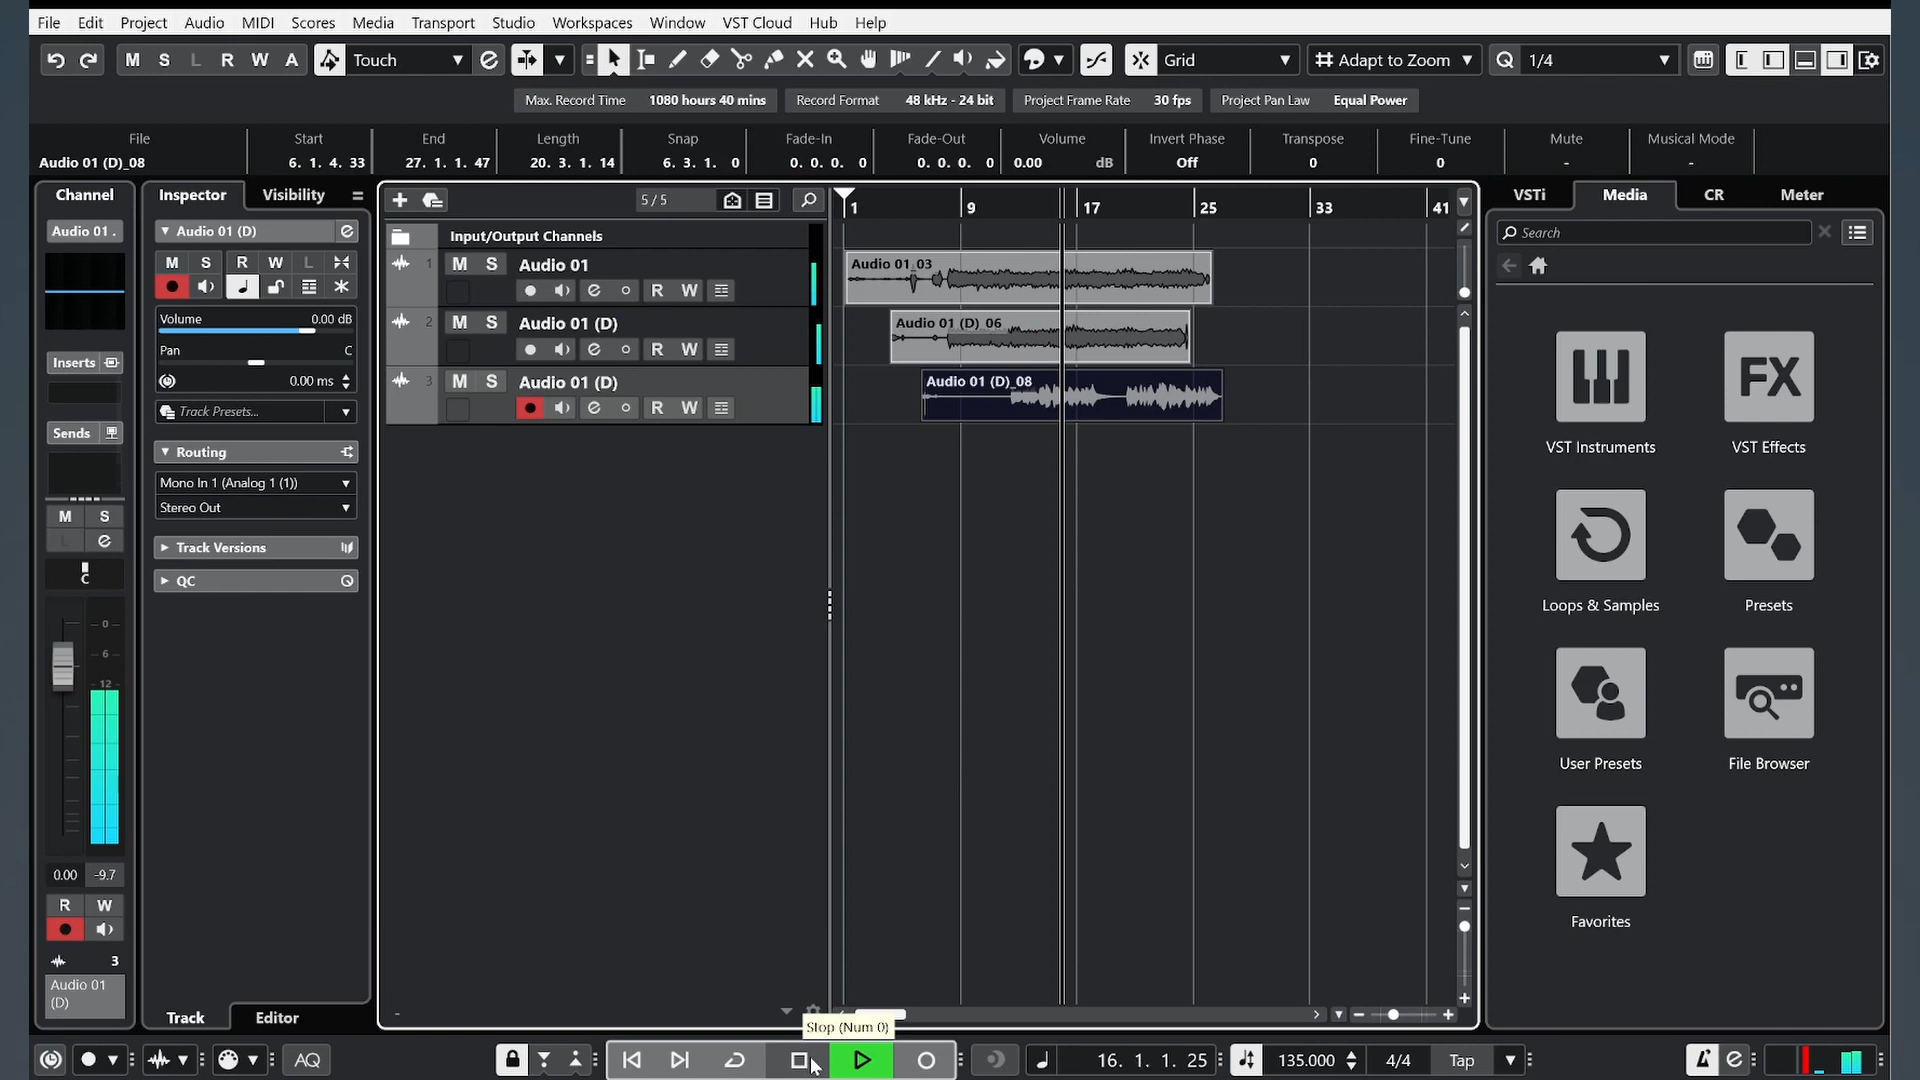 File Edit Project Audio MIDI Scores Media Transport Studio Workspaces Window VST Cloud Hub Help
M S L R W A Touch Grid Adapt to Zoom Q 1/4
Max. Record Time 1080 hours 40 mins Record Format 48 kHz - 24 bit Project Frame Rate 30 fps Project Pan Law Equal Power
File Start End Length Snap Fade-In Fade-Out Volume Invert Phase Transpose Fine-Tune Mute Musical Mode
Audio 01 (D)_08 6. 1. 4. 33 27. 1. 1. 47 20. 3. 1. 14 6. 3. 1. 0 0. 0. 0. 0 0. 0. 0. 0 0.00 dB Off 0 0 - -
Channel
Audio 01 .
Inserts
Sends
M S
L e
C
0
6
12
0.00 -9.7
R W
3
Audio 01
(D)
Inspector Visibility
Audio 01 (D)
M S R W L
Volume 0.00 dB
Pan C
0.00 ms
Track Presets...
Routing
Mono In 1 (Analog 1 (1))
Stereo Out
Track Versions
QC
Track Editor
5 / 5
Input/Output Channels
1 M S Audio 01
R W
2 M S Audio 01 (D)
R W
3 M S Audio 01 (D)
R W
1 9 17 25 33 41
Audio 01_03
Audio 01 (D)_06
Audio 01 (D)_08
VSTi Media CR Meter
Search
VST Instruments
FX
VST Effects
Loops & Samples
Presets
User Presets
File Browser
Favorites
Stop (Num 0)
AQ 16. 1. 1. 25 135.000 4/4 Tap